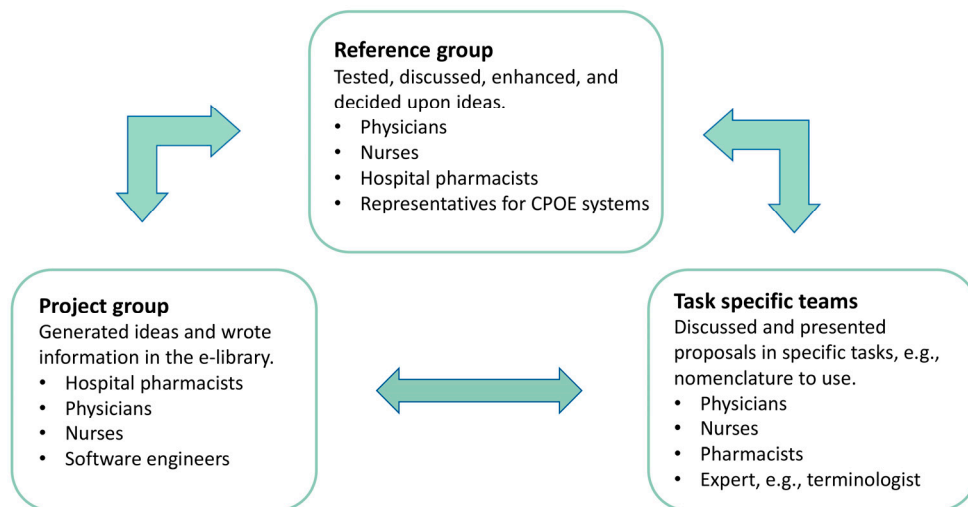 Reference group
Tested, discussed, enhanced, and
decided upon ideas.
• Physicians
• Nurses
• Hospital pharmacists
• Representatives for CPOE systems
Project group
Generated ideas and wrote
information in the e-library.
• Hospital pharmacists
• Physicians
• Nurses
• Software engineers
Task specific teams
Discussed and presented
proposals in specific tasks, e.g.,
nomenclature to use.
• Physicians
• Nurses
• Pharmacists
• Expert, e.g., terminologist